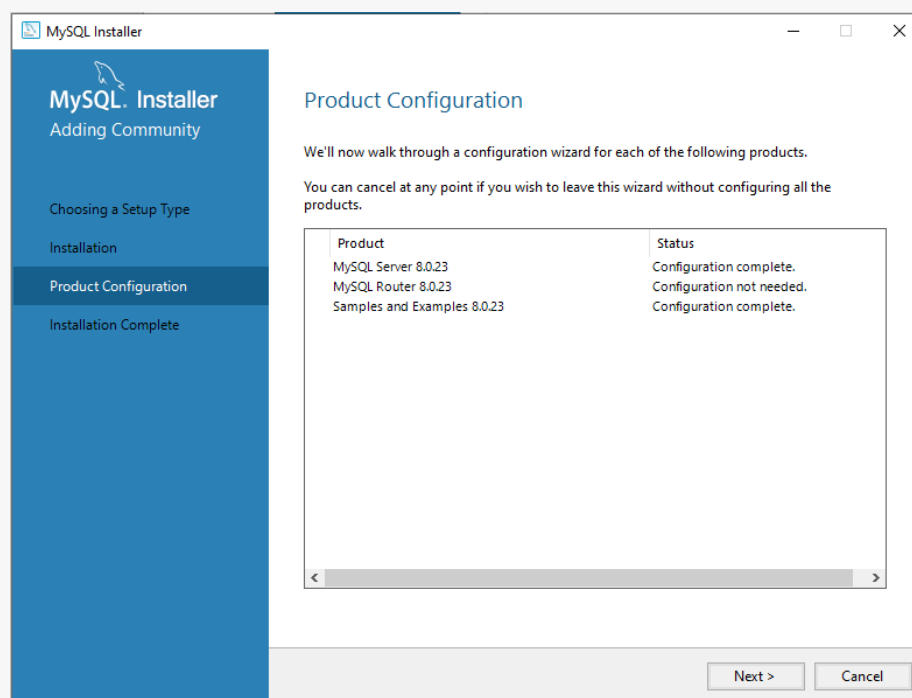 MySQL Installer
MySQL. Installer
Adding Community
Choosing a Setup Type
Installation
Product Configuration
Installation Complete
Product Configuration
We'll now walk through a configuration wizard for each of the following products.
You can cancel at any point if you wish to leave this wizard without configuring all the
products.
Product Status
MySQL Server 8.0.23 Configuration complete.
MySQL Router 8.0.23 Configuration not needed.
Samples and Examples 8.0.23 Configuration complete.
Next >
Cancel